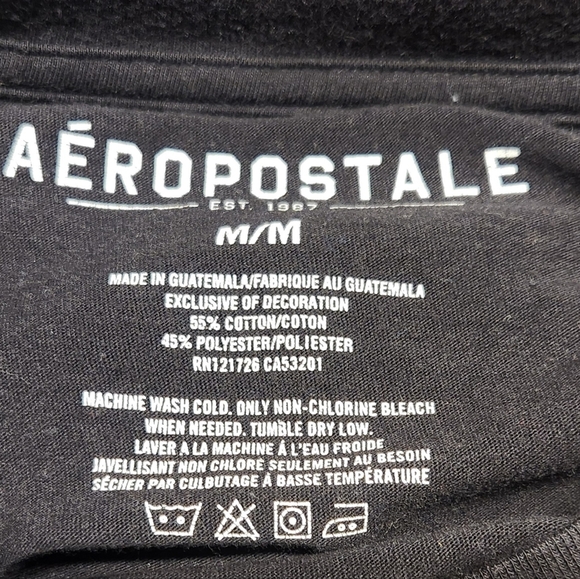 AÉROPOSTALE
EST. 1987
M/M
MADE IN GUATEMALA/FABRIQUE AU GUATEMALA
EXCLUSIVE OF DECORATION
55% COTTON/COTON
45% POLYESTER/POLIESTER
RN121726 CA53201
MACHINE WASH COLD. ONLY NON-CHLORINE BLEACH
WHEN NEEDED. TUMBLE DRY LOW.
LAVER A LA MACHINE À L'EAU FROIDE
JAVELLISANT NON CHLORÉ SEULEMENT AU BESOIN
SÉCHER PAR CULBUTAGE À BASSE TEMPÉRATURE